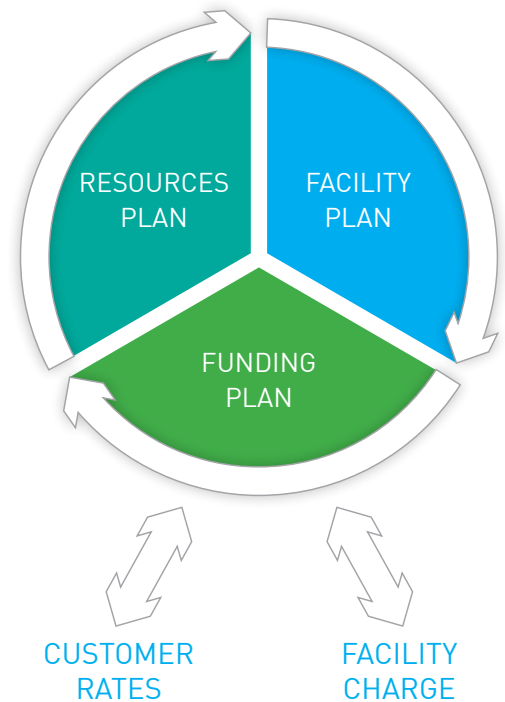 RESOURCES
PLAN
FACILITY
PLAN
FUNDING
PLAN
CUSTOMER
RATES
FACILITY
CHARGE